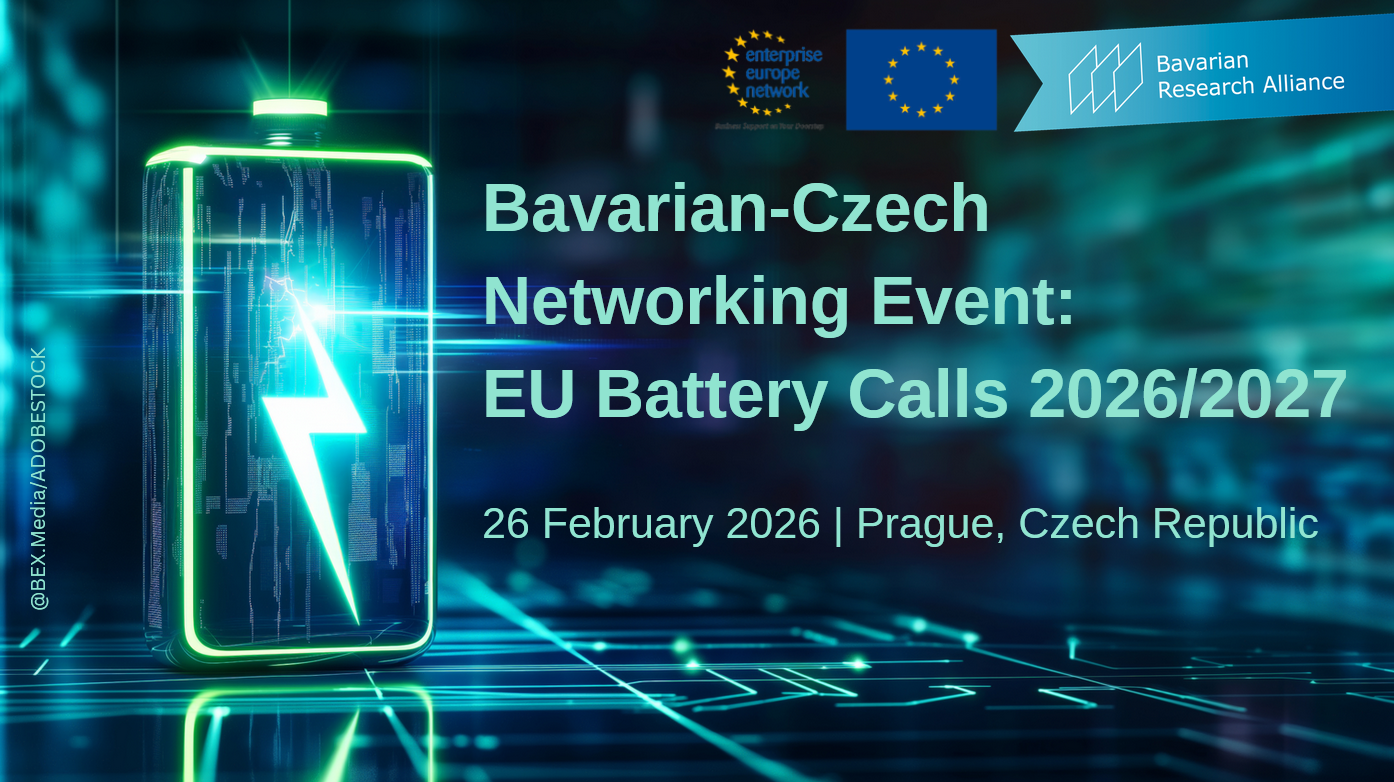 enterprise
europe
network
Business Support on Your Doorstep
Bavarian
Research Alliance
Bavarian-Czech
Networking Event:
EU Battery Calls 2026/2027
26 February 2026 | Prague, Czech Republic
@BEX.Media/ADOBESTOCK